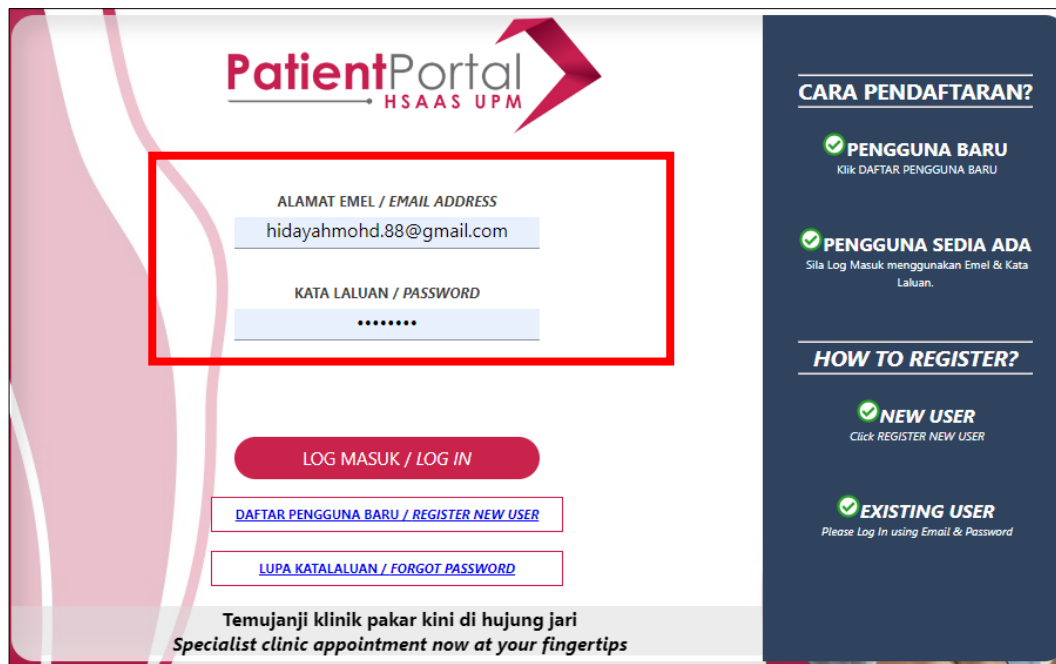 PatientPortal
HSAAS UPM
ALAMAT EMEL / EMAIL ADDRESS
hidayahmohd.88@gmail.com
KATA LALUAN / PASSWORD
••••••••
LOG MASUK / LOG IN
DAFTAR PENGGUNA BARU / REGISTER NEW USER
LUPA KATALALUAN / FORGOT PASSWORD
Temujanji klinik pakar kini di hujung jari
Specialist clinic appointment now at your fingertips
CARA PENDAFTARAN?
PENGGUNA BARU
Klik DAFTAR PENGGUNA BARU
PENGGUNA SEDIA ADA
Sila Log Masuk menggunakan Emel & Kata
Laluan.
HOW TO REGISTER?
NEW USER
Click REGISTER NEW USER
EXISTING USER
Please Log In using Email & Password